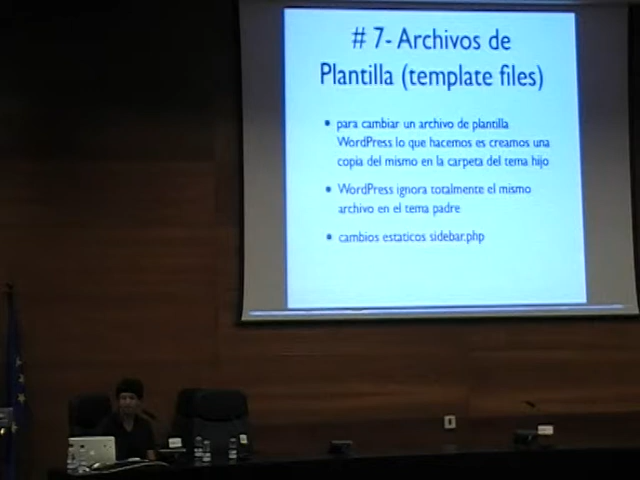 # 7- Archivos de
Plantilla (template files)
• para cambiar un archivo de plantilla
WordPress lo que hacemos es creamos una
copia del mismo en la carpeta del tema hijo
• WordPress ignora totalmente el mismo
archivo en el tema padre
• cambios estaticos sidebar.php